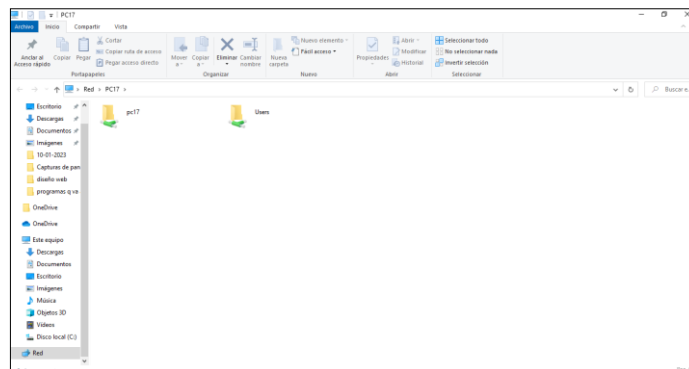 PC17
Archivo Inicio Compartir Vista
Anclar al Acceso rápido
Copiar
Pegar
Cortar
Copiar ruta de acceso
Pegar acceso directo
Portapapeles
Mover a
Copiar a
Eliminar
Cambiar nombre
Organizar
Nueva carpeta
Nuevo elemento
Fácil acceso
Nuevo
Propiedades
Abrir
Modificar
Historial
Abrir
Seleccionar todo
No seleccionar nada
Invertir selección
Seleccionar
Red > PC17 >
Buscar e
Escritorio
Descargas
Documentos
Imágenes
10-01-2023
Capturas de pan
diseño web
programas q va
OneDrive
OneDrive
Este equipo
Descargas
Documentos
Escritorio
Imágenes
Música
Objetos 3D
Vídeos
Disco local (C:)
Red
pc17
Users